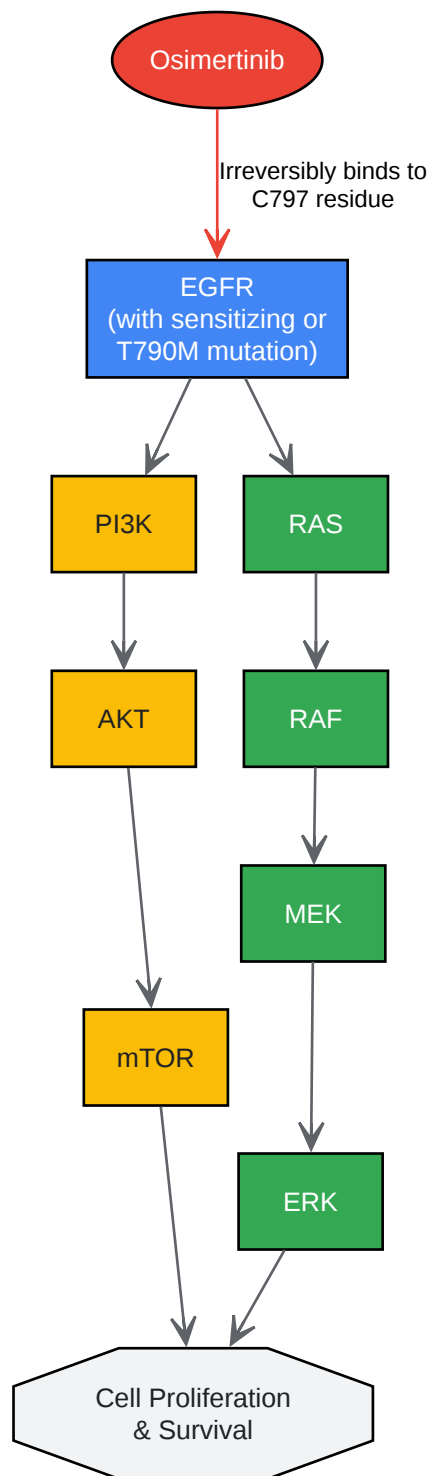 Osimertinib
Irreversibly binds to
C797 residue
EGFR
(with sensitizing or
T790M mutation)
PI3K
RAS
AKT
RAF
MEK
mTOR
ERK
Cell Proliferation
& Survival